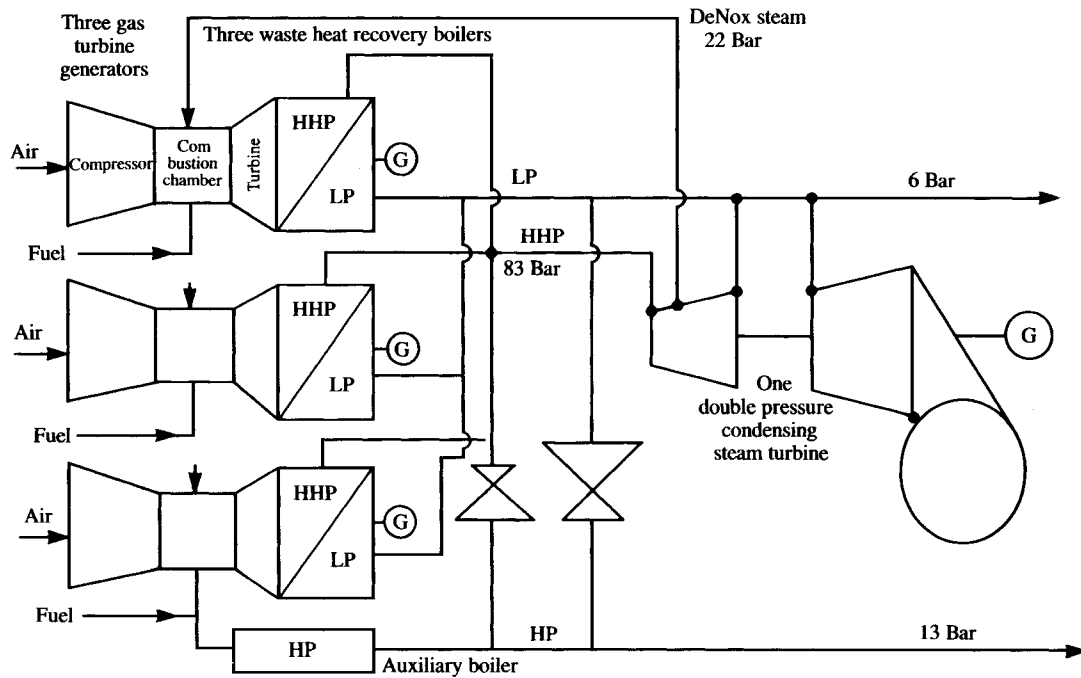 Three gas
turbine
generators
Three waste heat recovery boilers
DeNox steam
22 Bar
Air
Compressor
Com
bustion
chamber
Turbine
HHP
LP
G
LP
6 Bar
Fuel
HHP
83 Bar
Air
HHP
LP
G
G
One
double pressure
condensing
steam turbine
Fuel
Air
HHP
LP
G
Fuel
HP
Auxiliary boiler
HP
13 Bar